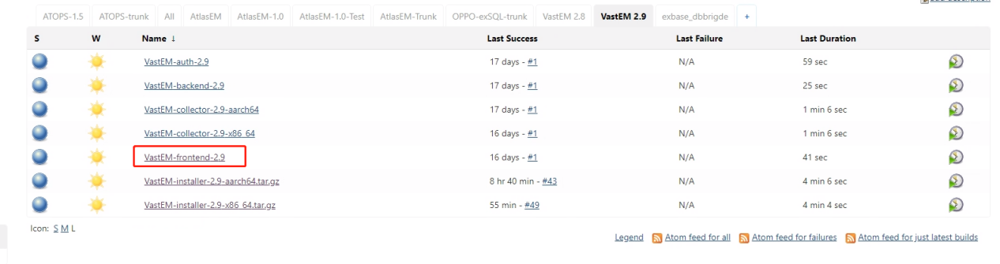 ATOPS-1.5 ATOPS-trunk All AtlasEM AtlasEM-1.0 AtlasEM-1.0-Test AtlasEM-Trunk OPPO-exSQL-trunk VastEM 2.8 VastEM 2.9 exbase_dbbrigde +
S W Name ↓ Last Success Last Failure Last Duration
VastEM-auth-2.9 17 days - #1 N/A 59 sec
VastEM-backend-2.9 17 days - #1 N/A 25 sec
VastEM-collector-2.9-aarch64 17 days - #1 N/A 1 min 6 sec
VastEM-collector-2.9-x86_64 16 days - #1 N/A 1 min 6 sec
VastEM-frontend-2.9 16 days - #1 N/A 41 sec
VastEM-installer-2.9-aarch64.tar.gz 8 hr 40 min - #43 N/A 4 min 6 sec
VastEM-installer-2.9-x86_64.tar.gz 55 min - #49 N/A 4 min 4 sec
Icon: S M L
Legend Atom feed for all Atom feed for failures Atom feed for just latest builds